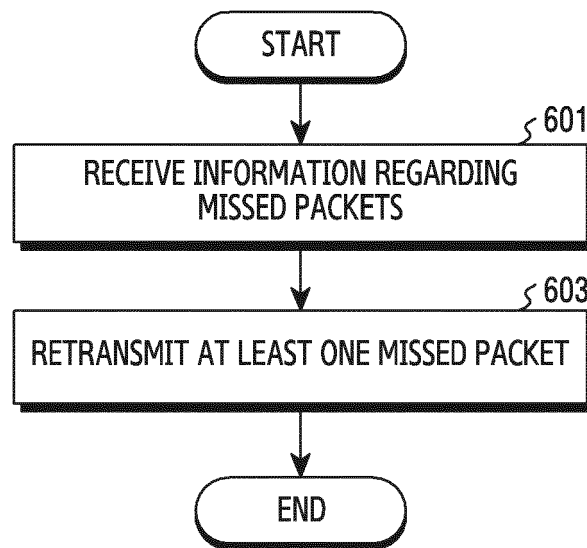 START
601
RECEIVE INFORMATION REGARDING
MISSED PACKETS
603
RETRANSMIT AT LEAST ONE MISSED PACKET
END